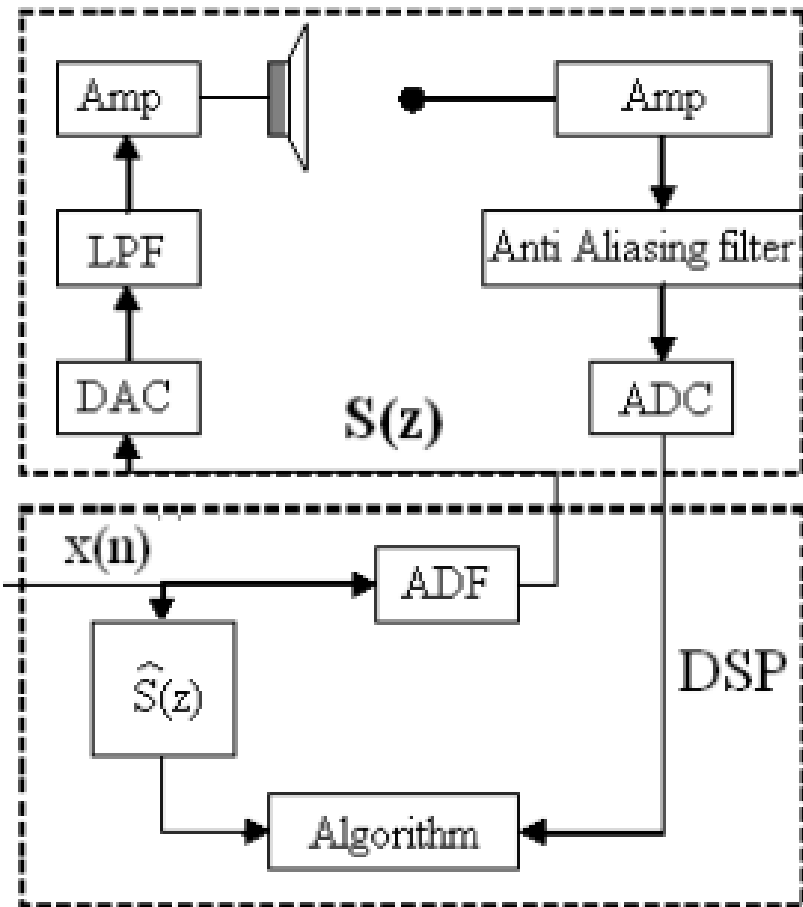 Amp
Amp
LPF
Anti Aliasing filter
DAC
S(z)
ADC
x(n)
ADF
Ŝ(z)
DSP
Algorithm